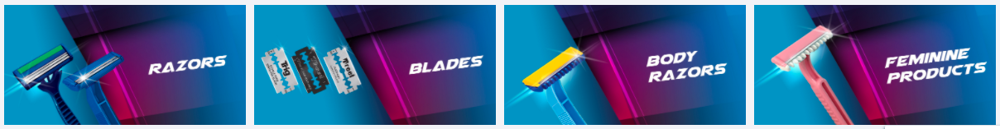 RAZORS
BLADES
BODY
RAZORS
FEMININE
PRODUCTS